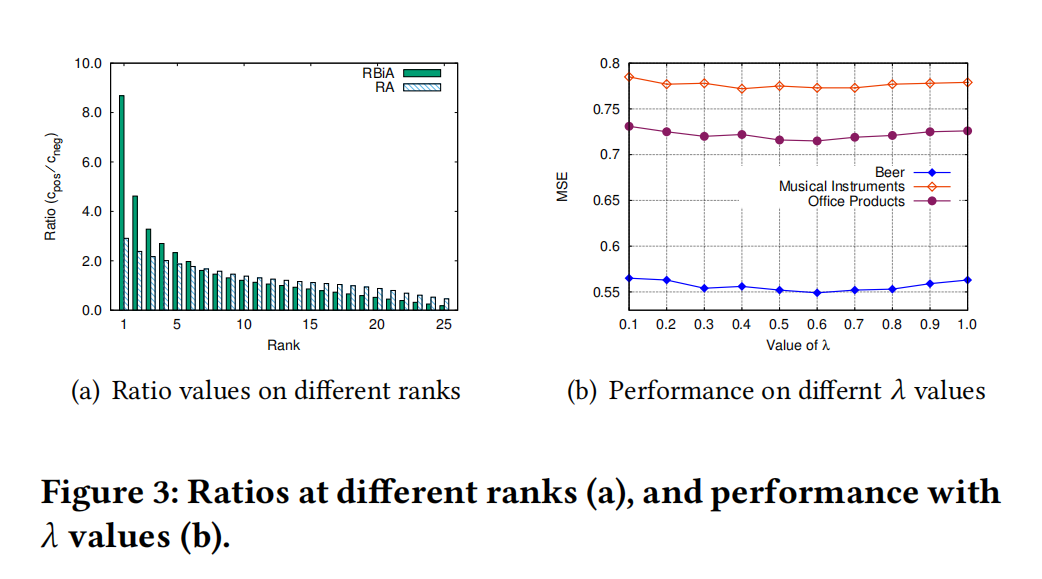 10.0
8.0
6.0
4.0
2.0
0.0
Ratio (cpos/cneg)
RBiA
RA
1 5 10 15 20 25
Rank
(a) Ratio values on different ranks
0.8
0.75
0.7
0.65
0.6
0.55
MSE
Beer
Musical Instruments
Office Products
0.1 0.2 0.3 0.4 0.5 0.6 0.7 0.8 0.9 1.0
Value of λ
(b) Performance on differnt λ values
Figure 3: Ratios at different ranks (a), and performance with
λ values (b).